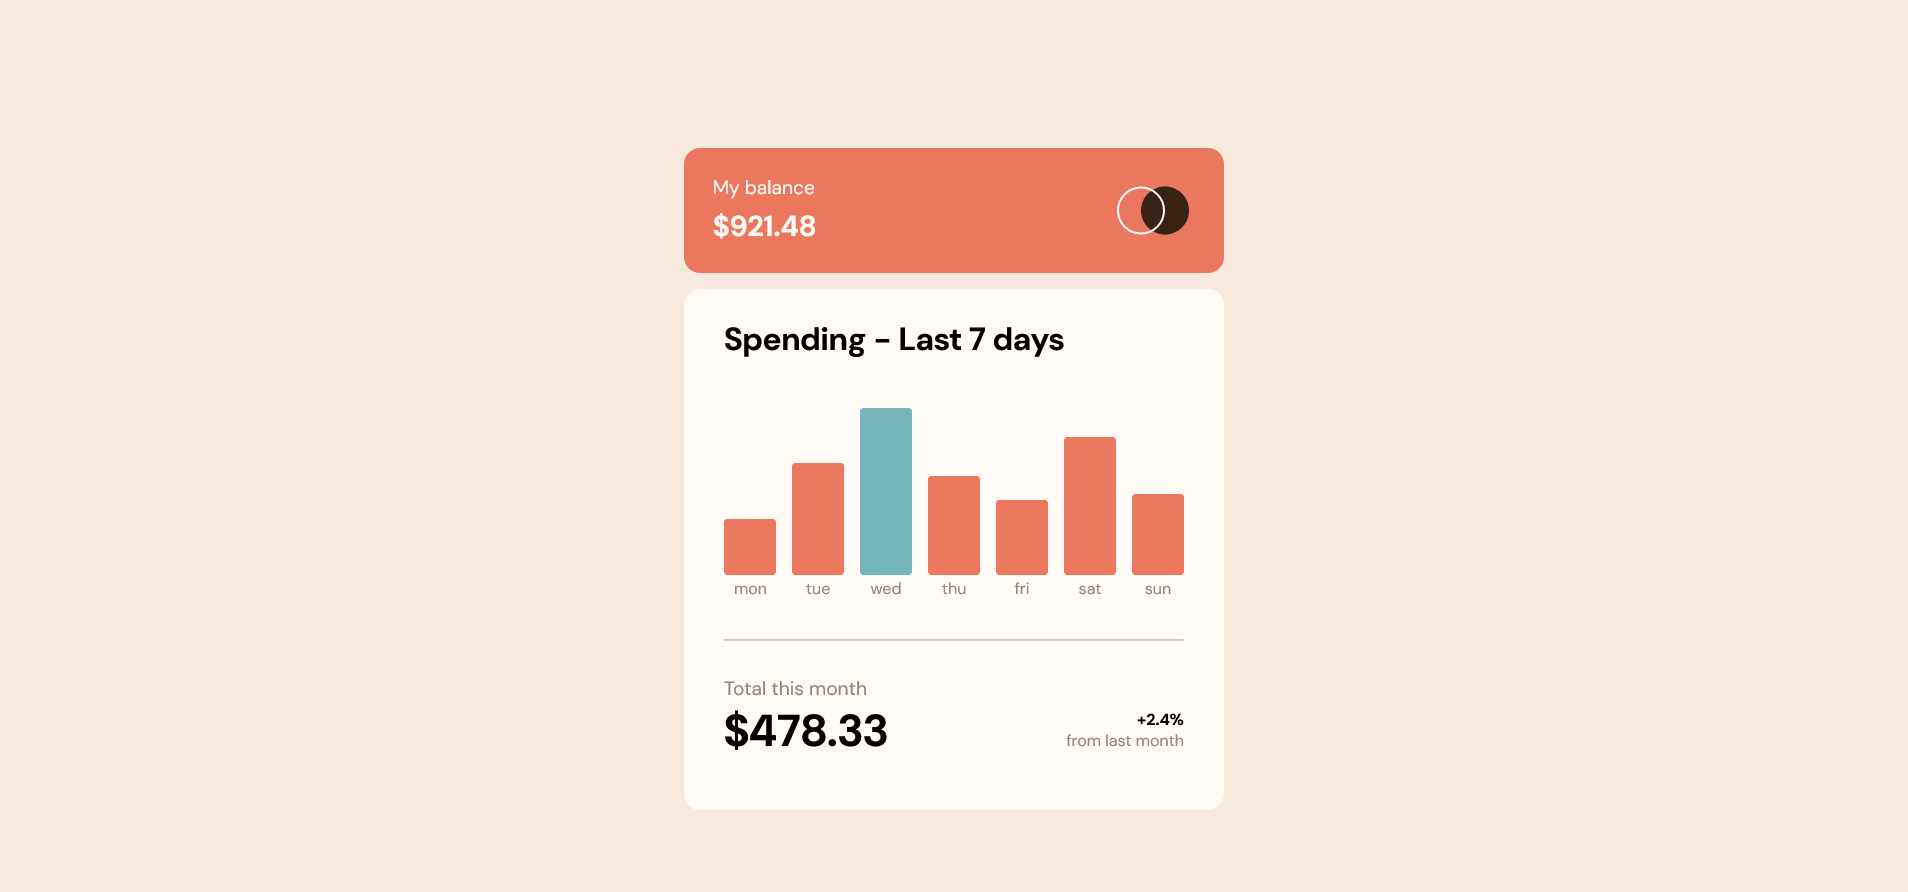 My balance
$921.48
Spending - Last 7 days
mon tue wed thu fri sat sun
Total this month
$478.33
+2.4%
from last month